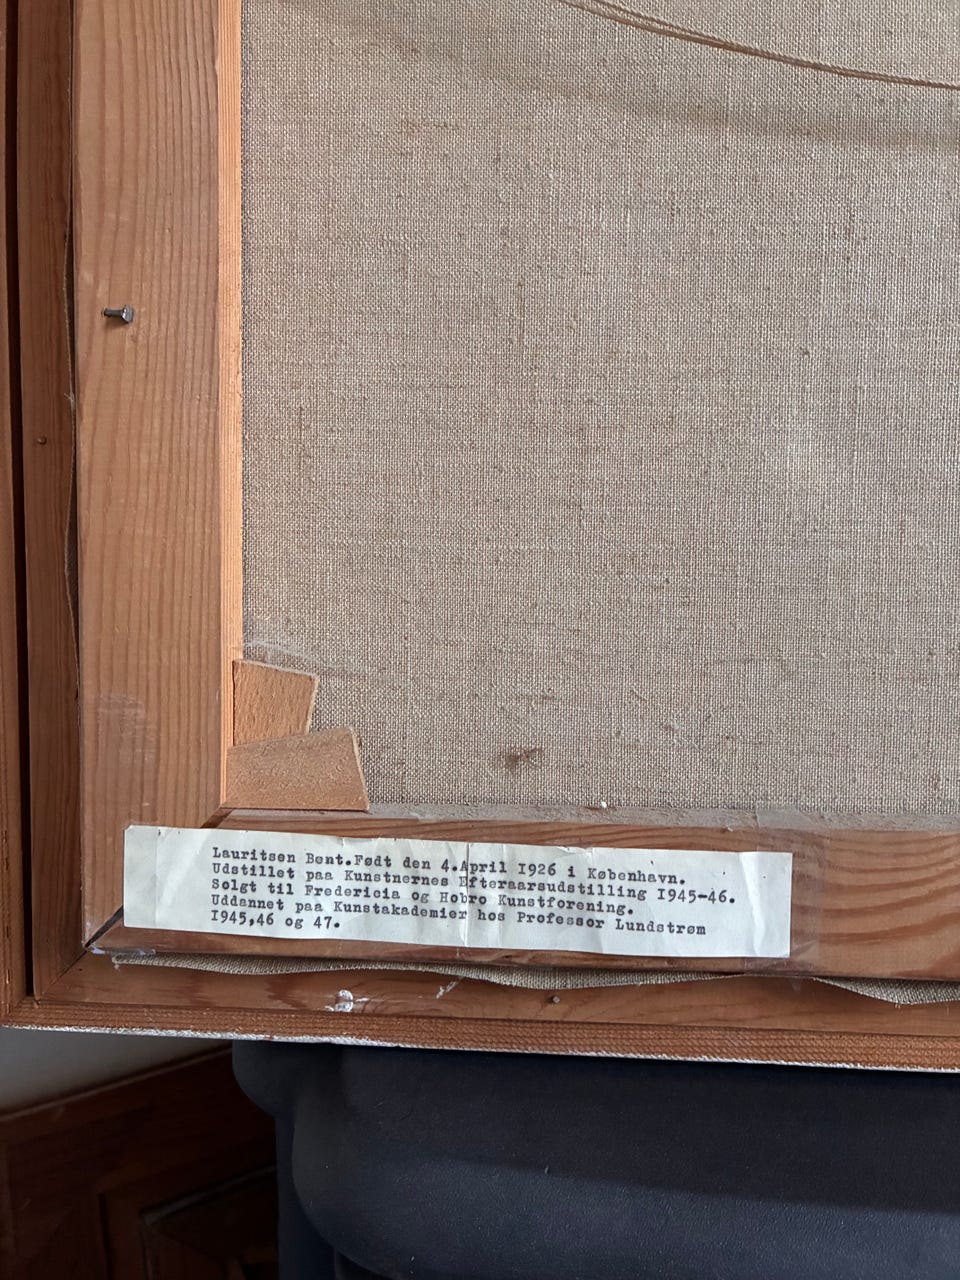 Lauritsen Bent.Født den 4.April 1926 i København.
Udstillet paa Kunstnernes Efteraarsudstilling 1945-46.
Solgt til Fredericia og Hobro Kunstforening.
Uddannet paa Kunstakademier hos Professor Lundstrøm
1945,46 og 47.